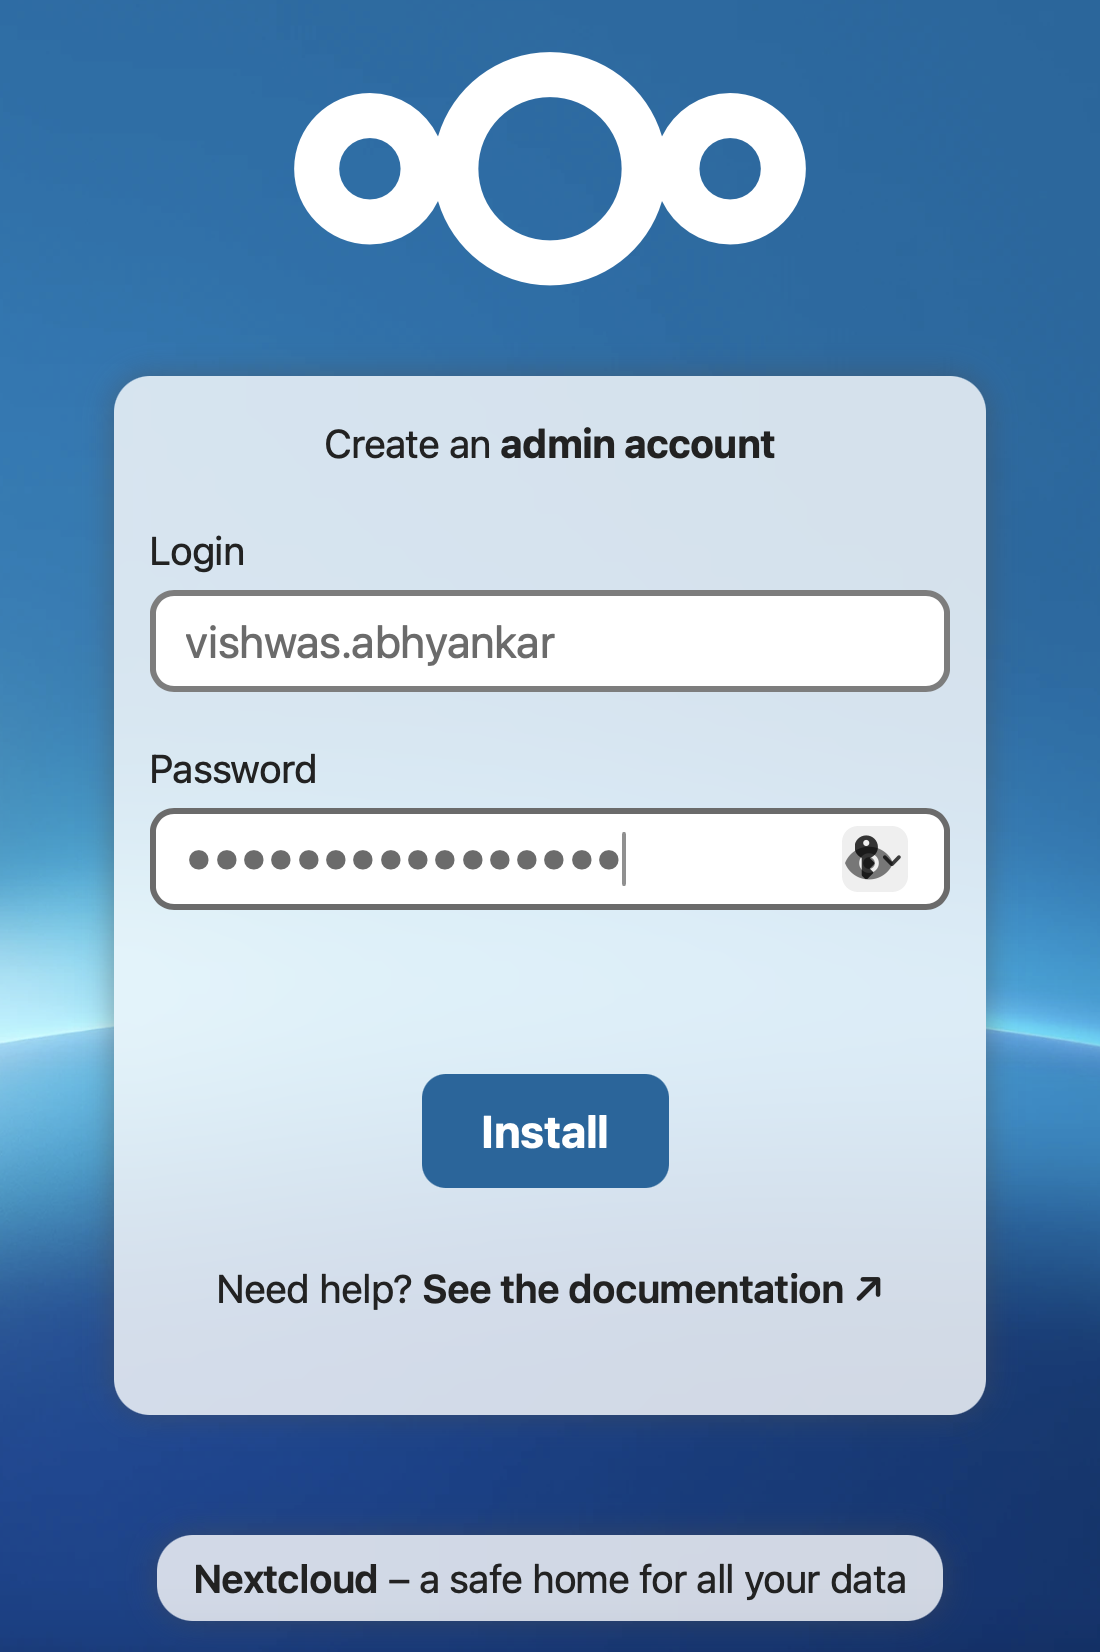 Create an admin account
Login
vishwas.abhyankar
Password
••••••••••••••••
Install
Need help? See the documentation ↗
Nextcloud – a safe home for all your data